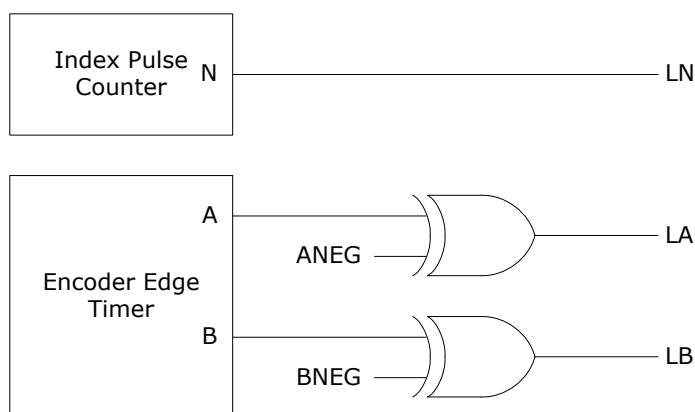 Index Pulse
Counter
N
LN
A
ANEG
LA
Encoder Edge
Timer
B
BNEG
LB